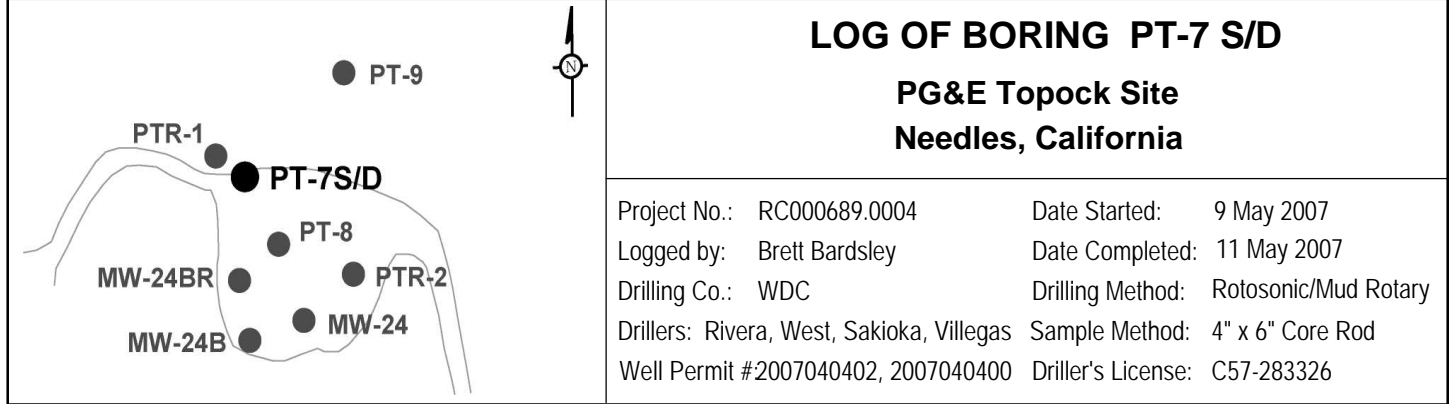 PT-9
N
PTR-1
PT-7S/D
PT-8
MW-24BR
PTR-2
MW-24
MW-24B
LOG OF BORING PT-7 S/D
PG&E Topock Site
Needles, California
Project No.: RC000689.0004 Date Started: 9 May 2007
Logged by: Brett Bardsley Date Completed: 11 May 2007
Drilling Co.: WDC Drilling Method: Rotosonic/Mud Rotary
Drillers: Rivera, West, Sakioka, Villegas Sample Method: 4" x 6" Core Rod
Well Permit #:2007040402, 2007040400 Driller's License: C57-283326